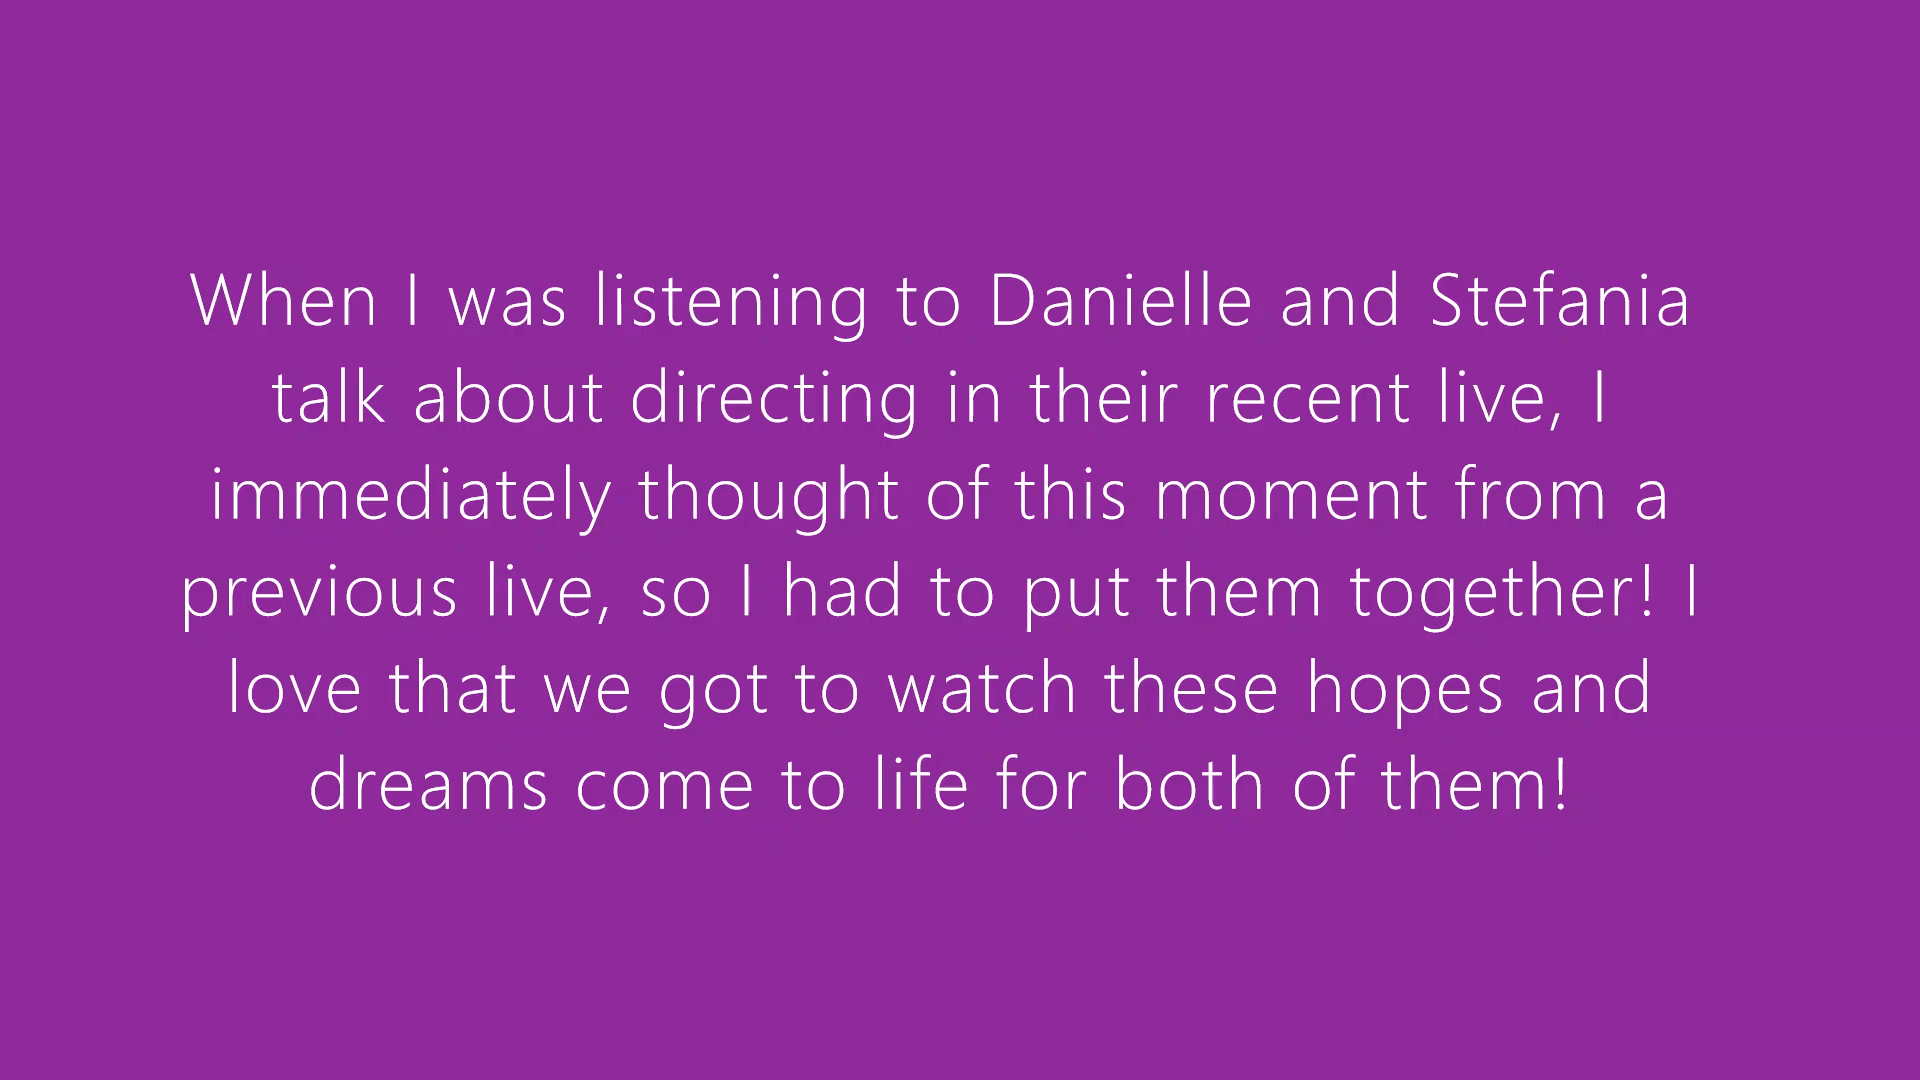 When I was listening to Danielle and Stefania
talk about directing in their recent live, I
immediately thought of this moment from a
previous live, so I had to put them together! I
love that we got to watch these hopes and
dreams come to life for both of them!